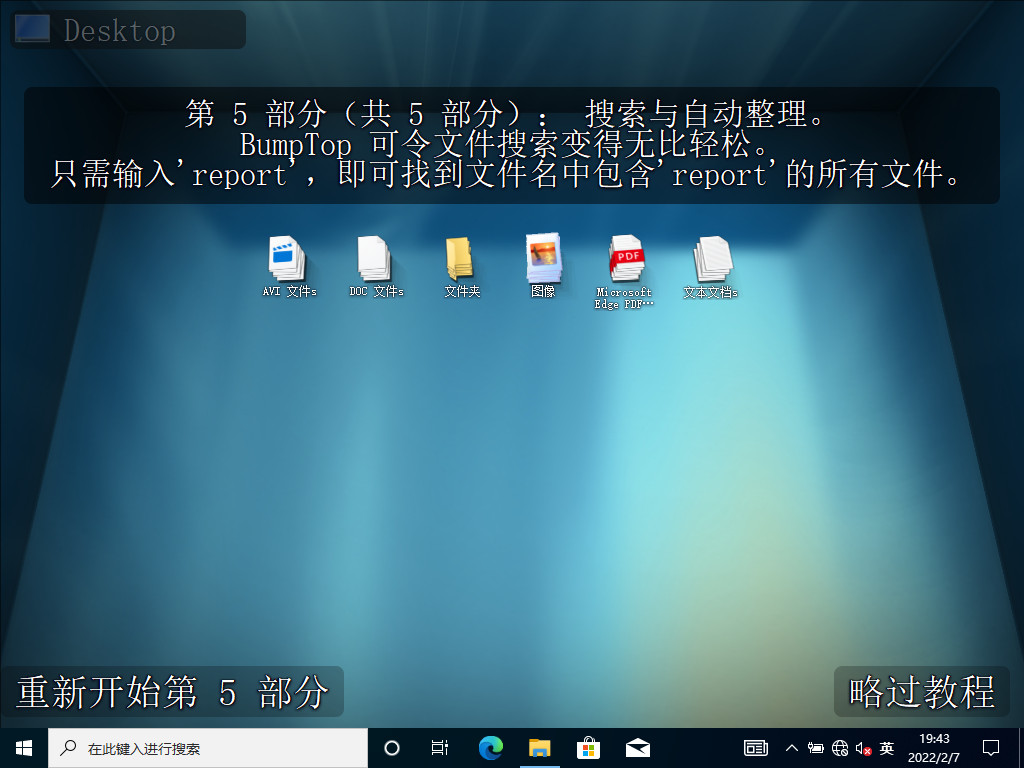 Desktop
第 5 部分（共 5 部分）： 搜索与自动整理。
BumpTop 可令文件搜索变得无比轻松。
只需输入'report'，即可找到文件名中包含'report'的所有文件。
AVI 文件s
DOC 文件s
文件夹
图像
PDF
Microsoft
Edge PDF…
文本文档s
重新开始第 5 部分
略过教程
在此键入进行搜索
英
19:43
2022/2/7